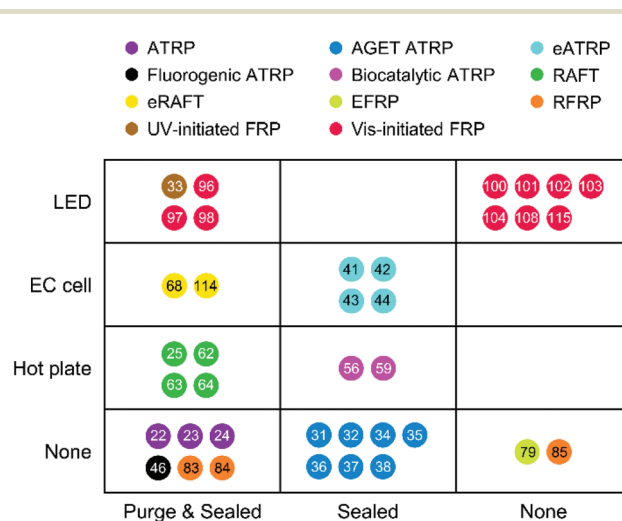 ATRP AGET ATRP eATRP
Fluorogenic ATRP Biocatalytic ATRP RAFT
eRAFT EFRP RFRP
UV-initiated FRP Vis-initiated FRP
LED 33 96 100 101 102 103
97 98 104 108 115
EC cell 68 114 41 42
43 44
Hot plate 25 62 56 59
63 64
None 22 23 24 31 32 34 35 79 85
46 83 84 36 37 38
Purge & Sealed Sealed None